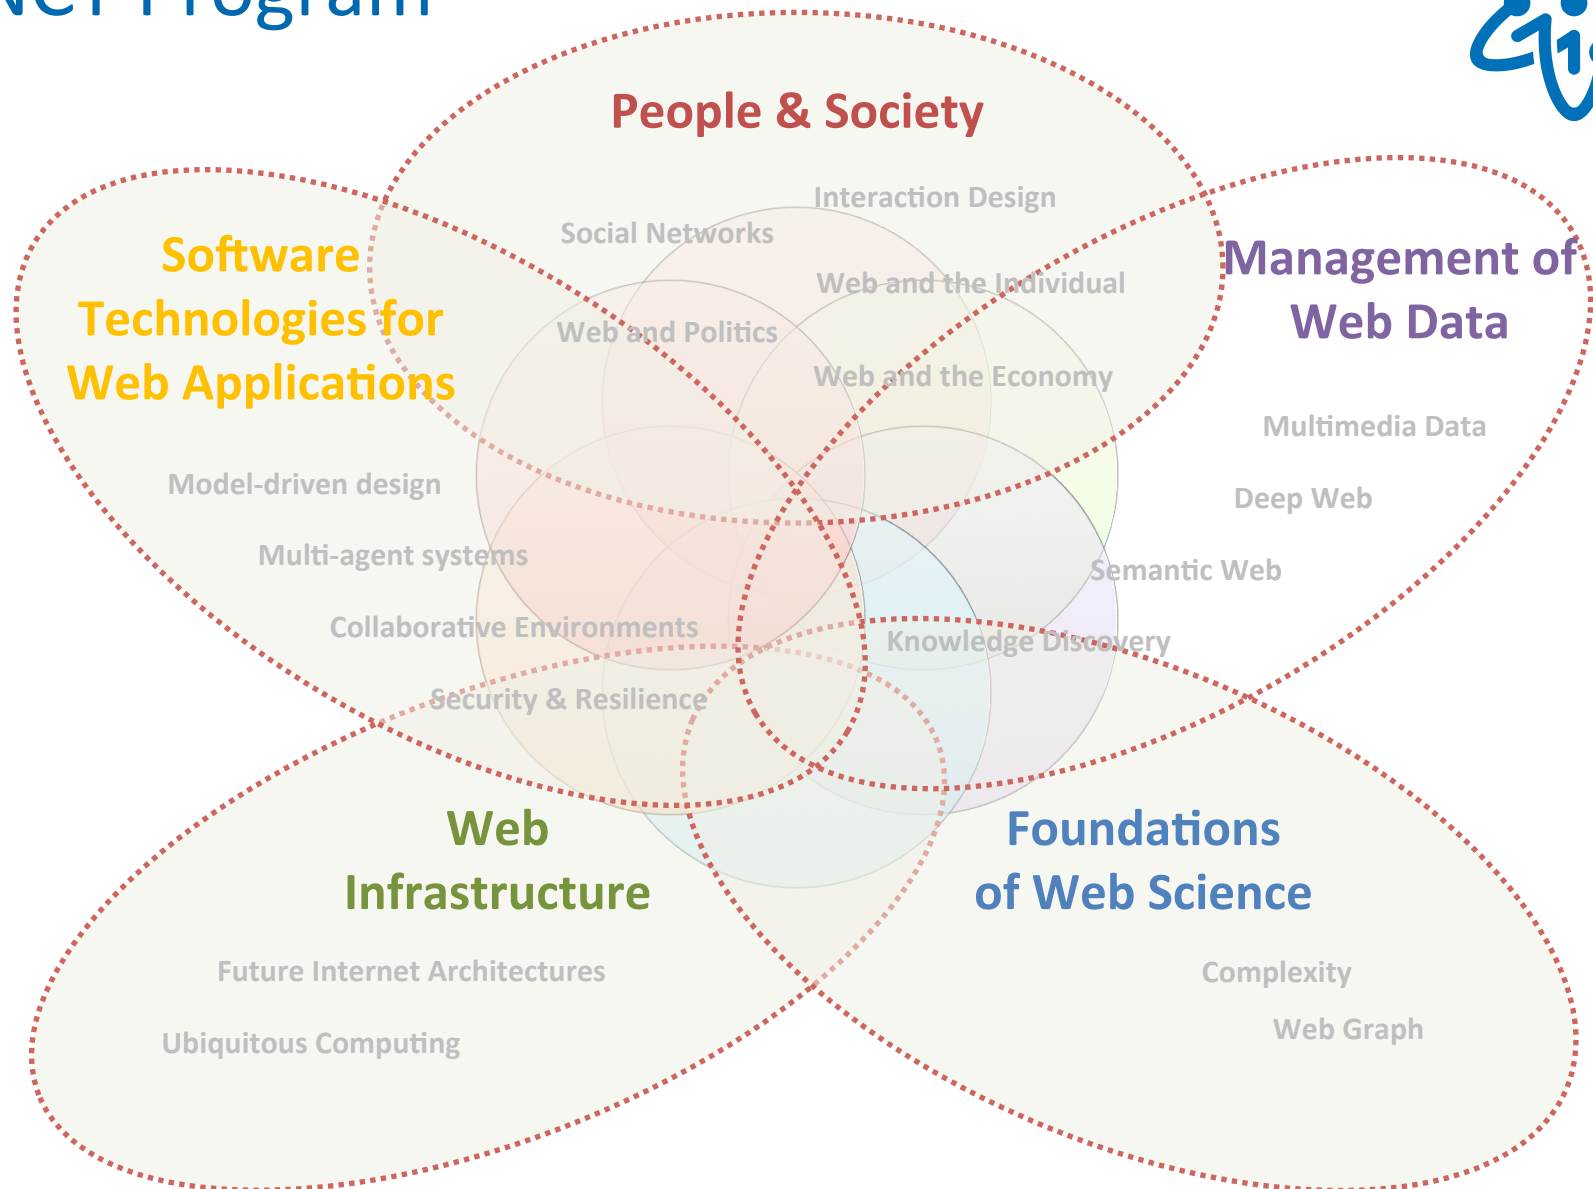 NCT Program
People & Society
Interaction Design
Social Networks
Web and the Individual
Web and Politics
Web and the Economy
Software
Technologies for
Web Applications
Model-driven design
Multi-agent systems
Collaborative Environments
Security & Resilience
Management of
Web Data
Multimedia Data
Deep Web
Semantic Web
Knowledge Discovery
Web
Infrastructure
Future Internet Architectures
Ubiquitous Computing
Foundations
of Web Science
Complexity
Web Graph